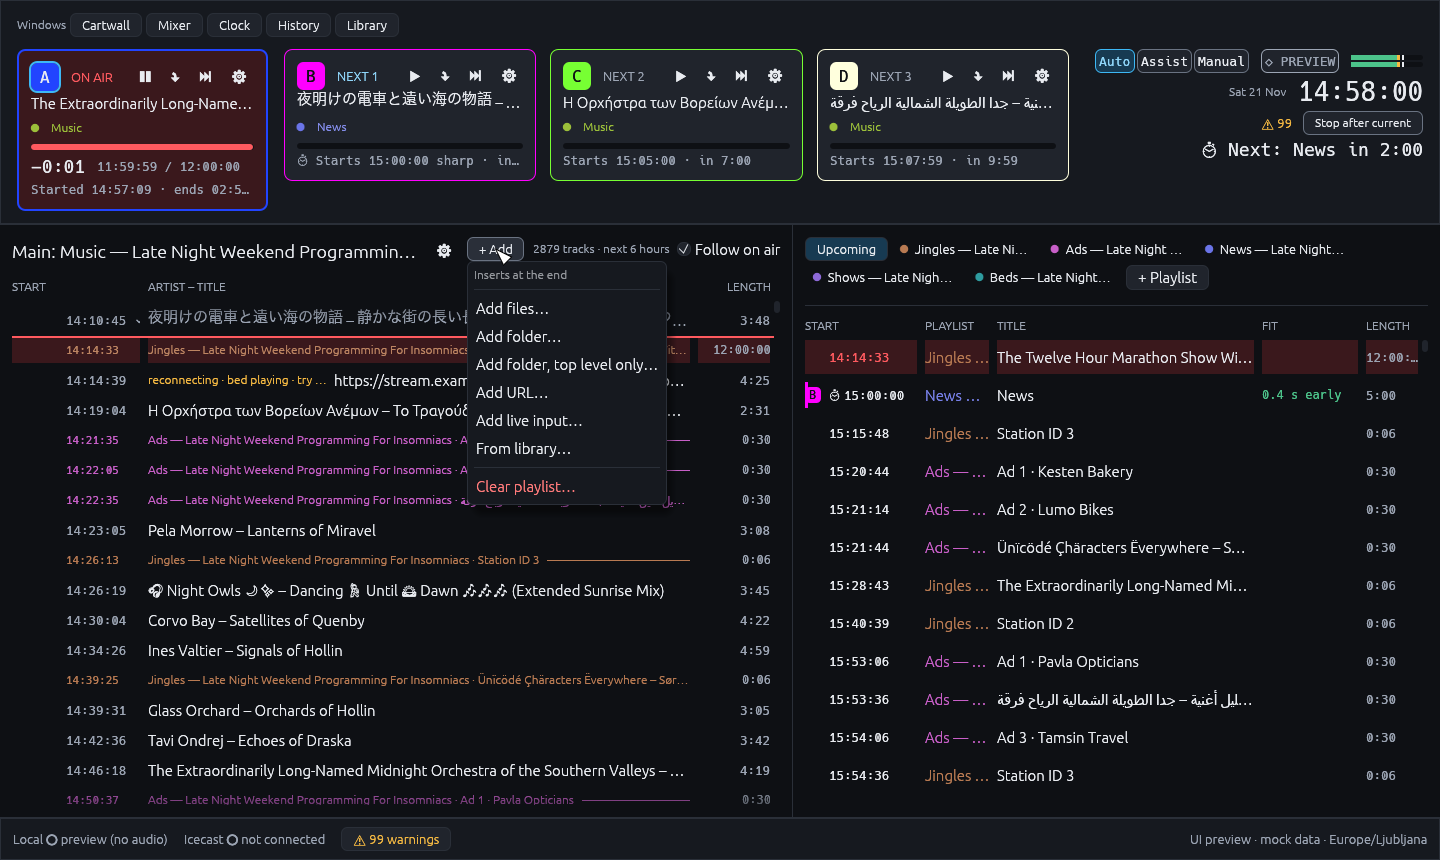 Windows Cartwall Mixer Clock History Library
A ON AIR
The Extraordinarily Long-Name…
Music
−0:01 11:59:59 / 12:00:00
Started 14:57:09 · ends 02:5…
B NEXT 1
夜明けの電車と遠い海の物語 – …
News
Starts 15:00:00 sharp · in…
C NEXT 2
Η Ορχήστρα των Βορείων Ανέμ…
Music
Starts 15:05:00 · in 7:00
D NEXT 3
…نية – جدا الطويلة الشمالية الرياح فرقة
Music
Starts 15:07:59 · in 9:59
Auto Assist Manual ◇ PREVIEW
Sat 21 Nov 14:58:00
⚠ 99 Stop after current
Next: News in 2:00
Main: Music — Late Night Weekend Programmin… + Add 2879 tracks · next 6 hours ✓ Follow on air
START ARTIST – TITLE LENGTH
14:10:45 夜明けの電車と遠い海の物語 – 静かな街の長い … 3:48
14:14:33 Jingles — Late Night Weekend Programming For Insomniacs 12:00:00
14:14:39 reconnecting · bed playing · try … https://stream.exam … 4:25
14:19:04 Η Ορχήστρα των Βορείων Ανέμων – Το Τραγού … 2:31
14:21:35 Ads — Late Night Weekend Programming For Insomniacs · A 0:30
14:22:05 Ads — Late Night Weekend Programming For Insomniacs · A 0:30
14:22:35 Ads — Late Night Weekend Programming For Insomniacs · 0:30
14:23:05 Pela Morrow – Lanterns of Miravel 3:08
14:26:13 Jingles — Late Night Weekend Programming For Insomniacs · Station ID 3 0:06
14:26:19 🎧 Night Owls 🌙✨ – Dancing 💃 Until 🌅 Dawn 🎶🎶🎶 (Extended Sunrise Mix) 3:45
14:30:04 Corvo Bay – Satellites of Quenby 4:22
14:34:26 Ines Valtier – Signals of Hollin 4:59
14:39:25 Jingles — Late Night Weekend Programming For Insomniacs · Ünïcödé Çhäracters Ëverywhere – Sør… 0:06
14:39:31 Glass Orchard – Orchards of Hollin 3:05
14:42:36 Tavi Ondrej – Echoes of Draska 3:42
14:46:18 The Extraordinarily Long-Named Midnight Orchestra of the Southern Valleys – … 4:19
14:50:37 Ads — Late Night Weekend Programming For Insomniacs · Ad 1 · Pavla Opticians 0:30
Inserts at the end
Add files…
Add folder…
Add folder, top level only…
Add URL…
Add live input…
From library…
Clear playlist…
Upcoming Jingles — Late Ni… Ads — Late Night … News — Late Night…
Shows — Late Nigh… Beds — Late Night… + Playlist
START PLAYLIST TITLE FIT LENGTH
14:14:33 Jingles … The Twelve Hour Marathon Show Wi… 12:00:…
B 15:00:00 News … News 0.4 s early 5:00
15:15:48 Jingles … Station ID 3 0:06
15:20:44 Ads — … Ad 1 · Kesten Bakery 0:30
15:21:14 Ads — … Ad 2 · Lumo Bikes 0:30
15:21:44 Ads — … Ünïcödé Çhäracters Ëverywhere – S… 0:30
15:28:43 Jingles … The Extraordinarily Long-Named Mi… 0:06
15:40:39 Jingles … Station ID 2 0:06
15:53:06 Ads — … Ad 1 · Pavla Opticians 0:30
15:53:36 Ads — … …ليل أغنية – جدا الطويلة الشمالية الرياح فرقة 0:30
15:54:06 Ads — … Ad 3 · Tamsin Travel 0:30
15:54:36 Jingles … Station ID 3 0:06
Local preview (no audio) Icecast not connected ⚠ 99 warnings UI preview · mock data · Europe/Ljubljana